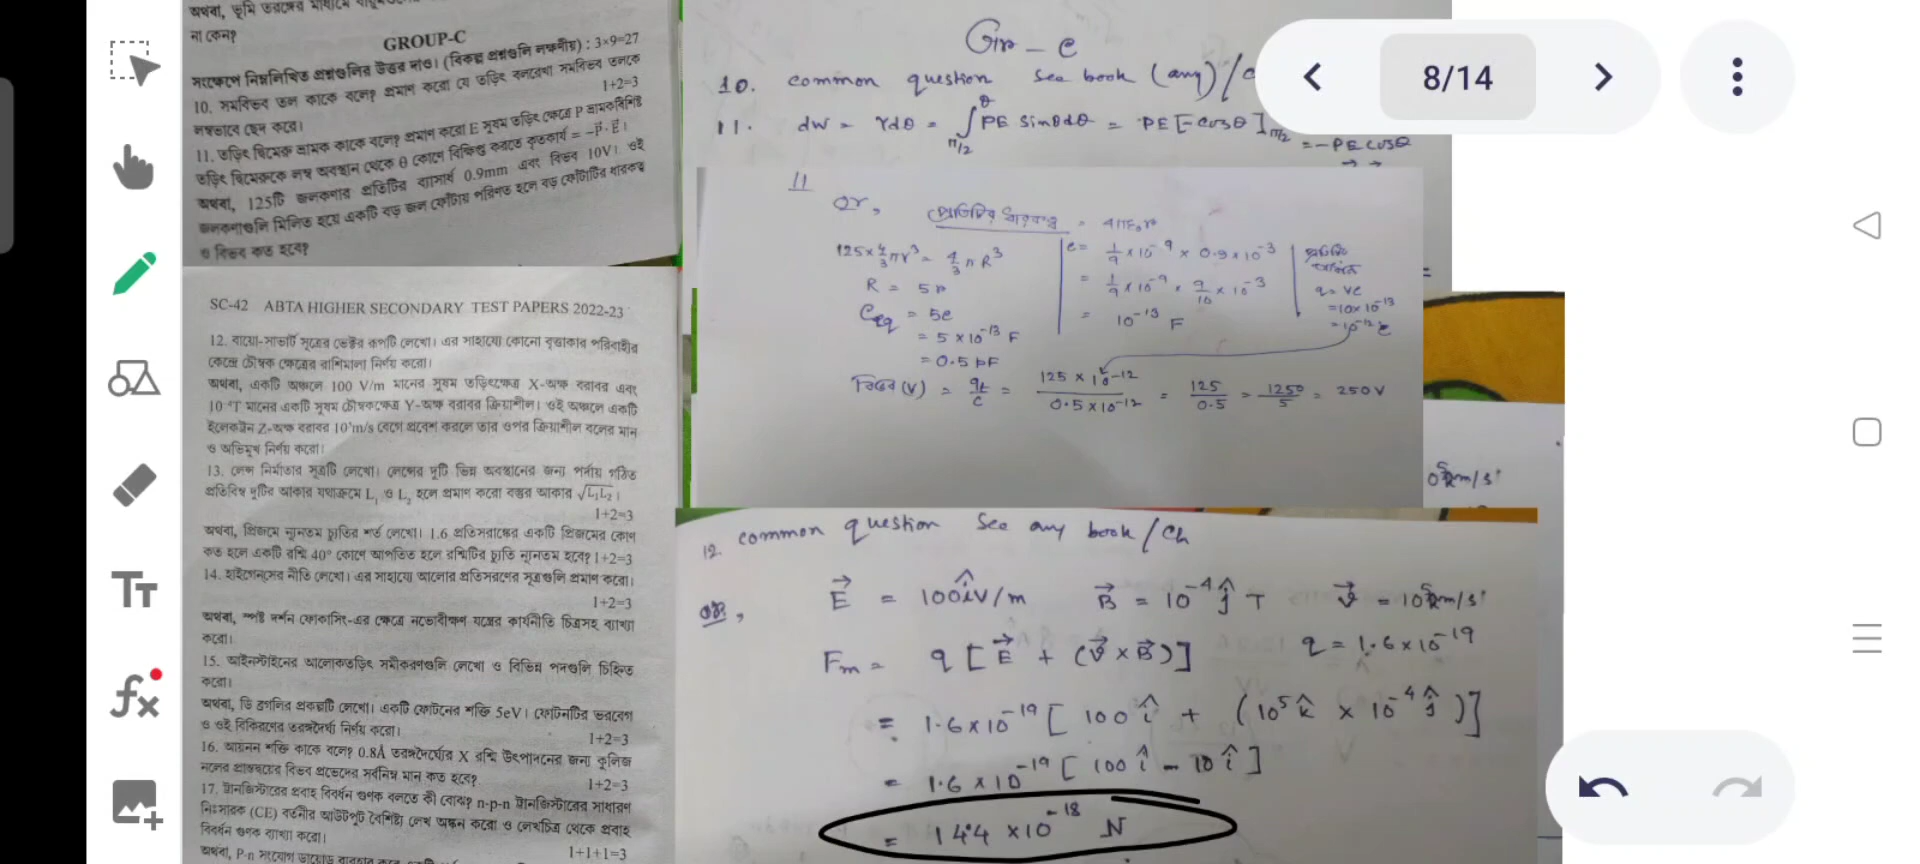 অথবা, ভূমি তরঙ্গের মাধ্যমে
না কেন?
GROUP-C
সংক্ষেপে নিম্নলিখিত প্রশ্নগুলির উত্তর দাও। (বিকল্প প্রশ্নগুলি লক্ষণীয়) : 3×9=27
10. সমবিভব তল কাকে বলে? প্রমাণ করো যে তড়িৎ বলরেখা সমবিভব তলকে
লম্বভাবে ছেদ করে। 1+2=3
11. তড়িৎ দ্বিমেরু ভ্রামক কাকে বলে? প্রমাণ করো E সুষম তড়িৎ ক্ষেত্রে P ভ্রামকবিশিষ্ট
তড়িৎ দ্বিমেরুকে লম্ব অবস্থান থেকে θ কোণে বিক্ষিপ্ত করতে কৃতকার্য = −P⃗.E⃗।
অথবা, 125টি জলকণার প্রতিটির ব্যাসার্ধ 0.9mm এবং বিভব 10V। ওই
জলকণাগুলি মিলিত হয়ে একটি বড় জল ফোঁটায় পরিণত হলে বড় ফোঁটাটির ধারকত্ব
ও বিভব কত হবে?
SC-42 ABTA HIGHER SECONDARY TEST PAPERS 2022-23
12. বায়ো-সাভার্ট সূত্রের ভেক্টর রূপটি লেখো। এর সাহায্যে কোনো বৃত্তাকার পরিবাহীর
কেন্দ্রে চৌম্বক ক্ষেত্রের রাশিমালা নির্ণয় করো।
অথবা, একটি অঞ্চলে 100 V/m মানের সুষম তড়িৎক্ষেত্র X-অক্ষ বরাবর এবং
10⁻⁴T মানের একটি সুষম চৌম্বকক্ষেত্র Y-অক্ষ বরাবর ক্রিয়াশীল। ওই অঞ্চলে একটি
ইলেকট্রন Z-অক্ষ বরাবর 10⁵m/s বেগে প্রবেশ করলে তার ওপর ক্রিয়াশীল বলের মান
ও অভিমুখ নির্ণয় করো।
13. লেন্স নির্মাতার সূত্রটি লেখো। লেন্সের দুটি ভিন্ন অবস্থানের জন্য পর্দায় গঠিত
প্রতিবিম্ব দুটির আকার যথাক্রমে L₁ ও L₂ হলে প্রমাণ করো বস্তুর আকার √L₁L₂।
1+2=3
অথবা, প্রিজমে ন্যূনতম চ্যুতির শর্ত লেখো। 1.6 প্রতিসরাঙ্কের একটি প্রিজমের কোণ
কত হলে একটি রশ্মি 40° কোণে আপতিত হলে রশ্মিটির চ্যুতি ন্যূনতম হবে? 1+2=3
14. হাইগেন্‌সের নীতি লেখো। এর সাহায্যে আলোর প্রতিসরণের সূত্রগুলি প্রমাণ করো।
1+2=3
অথবা, স্পষ্ট দর্শন ফোকাসিং-এর ক্ষেত্রে নভোবীক্ষণ যন্ত্রের কার্যনীতি চিত্রসহ ব্যাখ্যা
করো।
15. আইনস্টাইনের আলোকতড়িৎ সমীকরণগুলি লেখো ও বিভিন্ন পদগুলি চিহ্নিত
করো।
অথবা, ডি ব্রগলির প্রকল্পটি লেখো। একটি ফোটনের শক্তি 5eV। ফোটনটির ভরবেগ
ও ওই বিকিরণের তরঙ্গদৈর্ঘ্য নির্ণয় করো। 1+2=3
16. আয়নন শক্তি কাকে বলে? 0.8Å তরঙ্গদৈর্ঘ্যের X রশ্মি উৎপাদনের জন্য কুলিজ
নলের প্রান্তদ্বয়ের বিভব প্রভেদের সর্বনিম্ন মান কত হবে? 1+2=3
17. ট্রানজিস্টারের প্রবাহ বিবর্ধন গুণক বলতে কী বোঝ? n-p-n ট্রানজিস্টারের সাধারণ
নিঃসারক (CE) বর্তনীর আউটপুট বৈশিষ্ট্য লেখ অঙ্কন করো ও লেখচিত্র থেকে প্রবাহ
বিবর্ধন গুণক ব্যাখ্যা করো। 1+1+1=3
অথবা, P-n সংযোগ ডায়োড
Gr - C
10. common question see book (any)/
11. dw = τdθ = ∫ PE sinθdθ = PE[-cosθ] = -PE cosθ
θ π/2 π/2
11
Or, প্রতিটির ধারকত্ব = 4πε₀r
125×4/3 πr³ = 4/3 πR³
R = 5r
Ceq = 5c
= 5×10⁻¹³ F
= 0.5 pF
c = 1/9 ×10⁻⁹ × 0.9×10⁻³
= 1/9 ×10⁻⁹ × 9/10 ×10⁻³
= 10⁻¹³ F
প্রতিটি
q = vc
= 10×10⁻¹³
= 10⁻¹² c
বিভব (V) = qt/C = 125×10⁻¹²/0.5×10⁻¹² = 125/0.5 = 1250/5 = 250 V
m/s
12. common question see any book/Ch
OR, E⃗ = 100 î V/m B⃗ = 10⁻⁴ ĵ T v⃗ = 10⁵ k̂ m/s
Fm = q [E⃗ + (v⃗ × B⃗)] q = 1.6×10⁻¹⁹
= 1.6×10⁻¹⁹ [100 î + (10⁵ k̂ × 10⁻⁴ ĵ)]
= 1.6×10⁻¹⁹ [100 î − 10 î]
= 14.4 ×10⁻¹⁸ N
8/14
Tт
fx